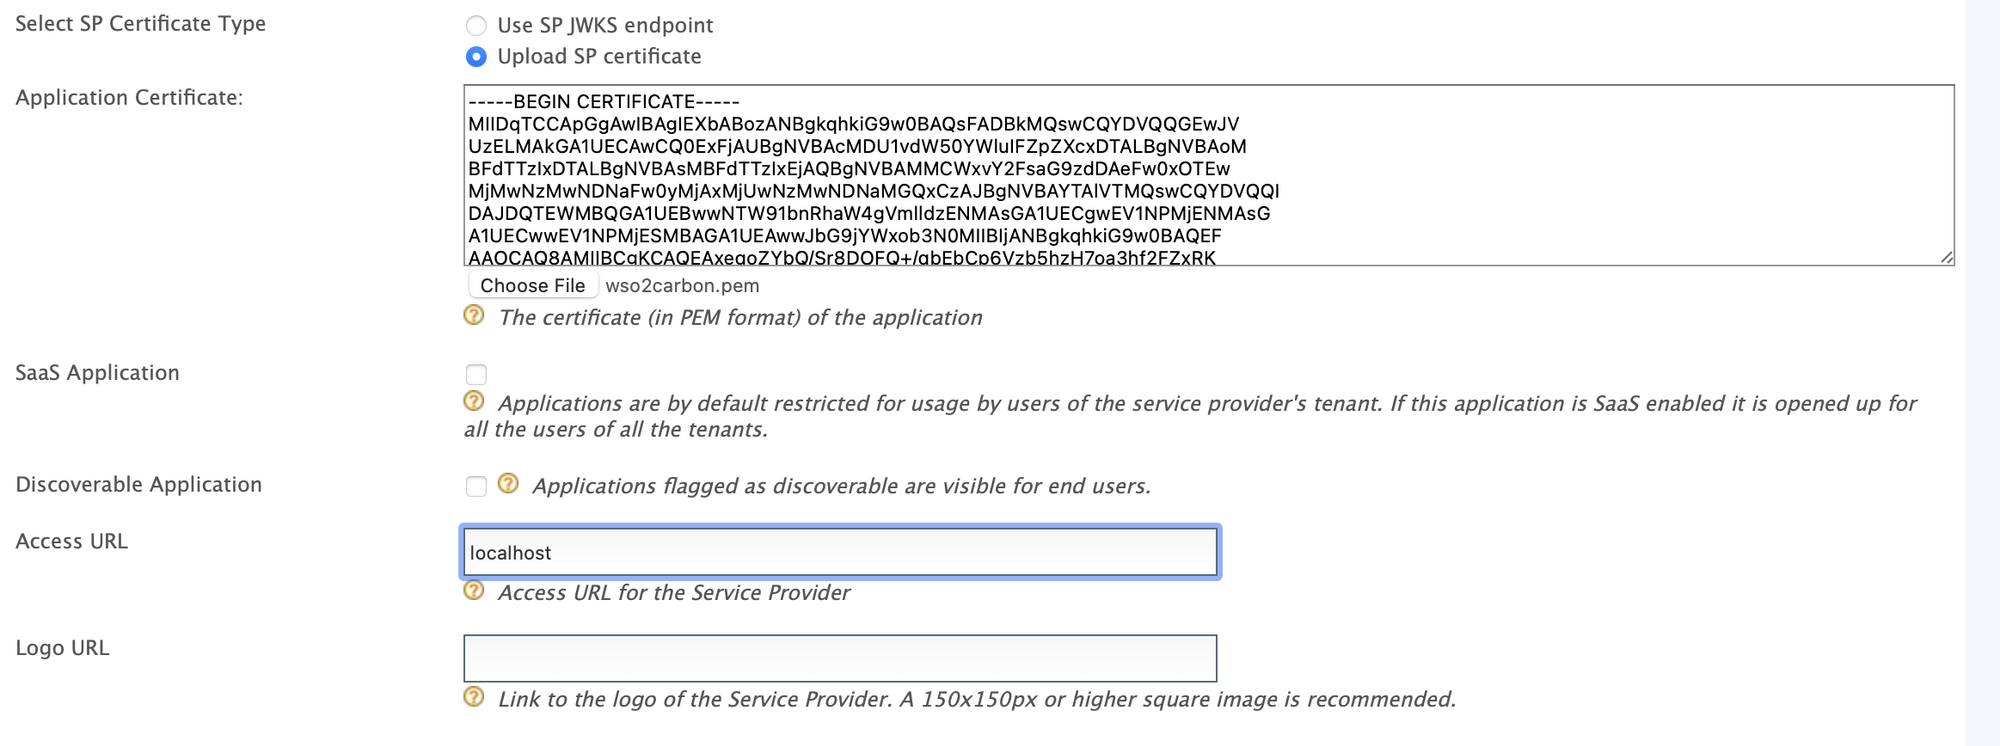 Select SP Certificate Type
Use SP JWKS endpoint
Upload SP certificate
Application Certificate:
-----BEGIN CERTIFICATE-----
MIIDqTCCApGgAwIBAgIEXbABozANBgkqhkiG9w0BAQsFADBkMQswCQYDVQQGEwJV
UzELMAkGA1UECAwCQ0ExFjAUBgNVBAcMDU1vdW50YWluIFZpZXcxDTALBgNVBAoM
BFdTTzIxDTALBgNVBAsMBFdTTzIxEjAQBgNVBAMMCWxvY2FsaG9zdDAeFw0xOTEw
MjMwNzMwNDNaFw0yMjAxMjUwNzMwNDNaMGQxCzAJBgNVBAYTAlVTMQswCQYDVQQI
DAJDQTEWMBQGA1UEBwwNTW91bnRhaW4gVmlldzENMAsGA1UECgwEV1NPMjENMAsG
A1UECwwEV1NPMjESMBAGA1UEAwwJbG9jYWxob3N0MIIBIjANBgkqhkiG9w0BAQEF
AAOCAQ8AMIIBCgKCAQEAxeqoZYbQ/Sr8DOFQ+/qbEbCp6Vzb5hzH7oa3hf2FZxRK
Choose File wso2carbon.pem
The certificate (in PEM format) of the application
SaaS Application
Applications are by default restricted for usage by users of the service provider's tenant. If this application is SaaS enabled it is opened up for
all the users of all the tenants.
Discoverable Application
Applications flagged as discoverable are visible for end users.
Access URL
localhost
Access URL for the Service Provider
Logo URL
Link to the logo of the Service Provider. A 150x150px or higher square image is recommended.